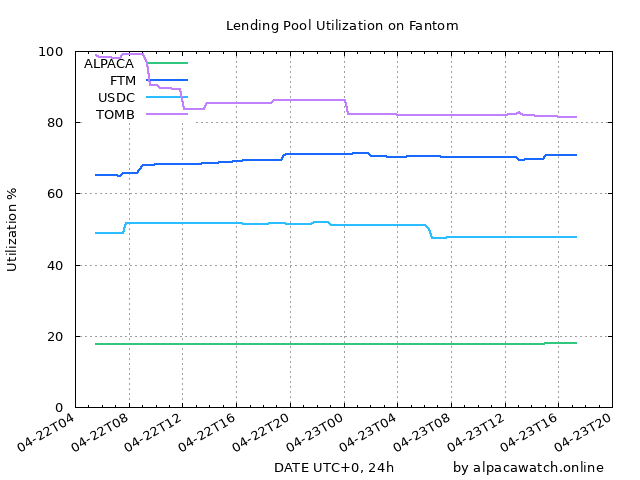 Lending Pool Utilization on Fantom
100
80
60
40
20
0
Utilization %
ALPACA
FTM
USDC
TOMB
04-22T04
04-22T08
04-22T12
04-22T16
04-22T20
04-23T00
04-23T04
04-23T08
04-23T12
04-23T16
04-23T20
DATE UTC+0, 24h
by alpacawatch.online